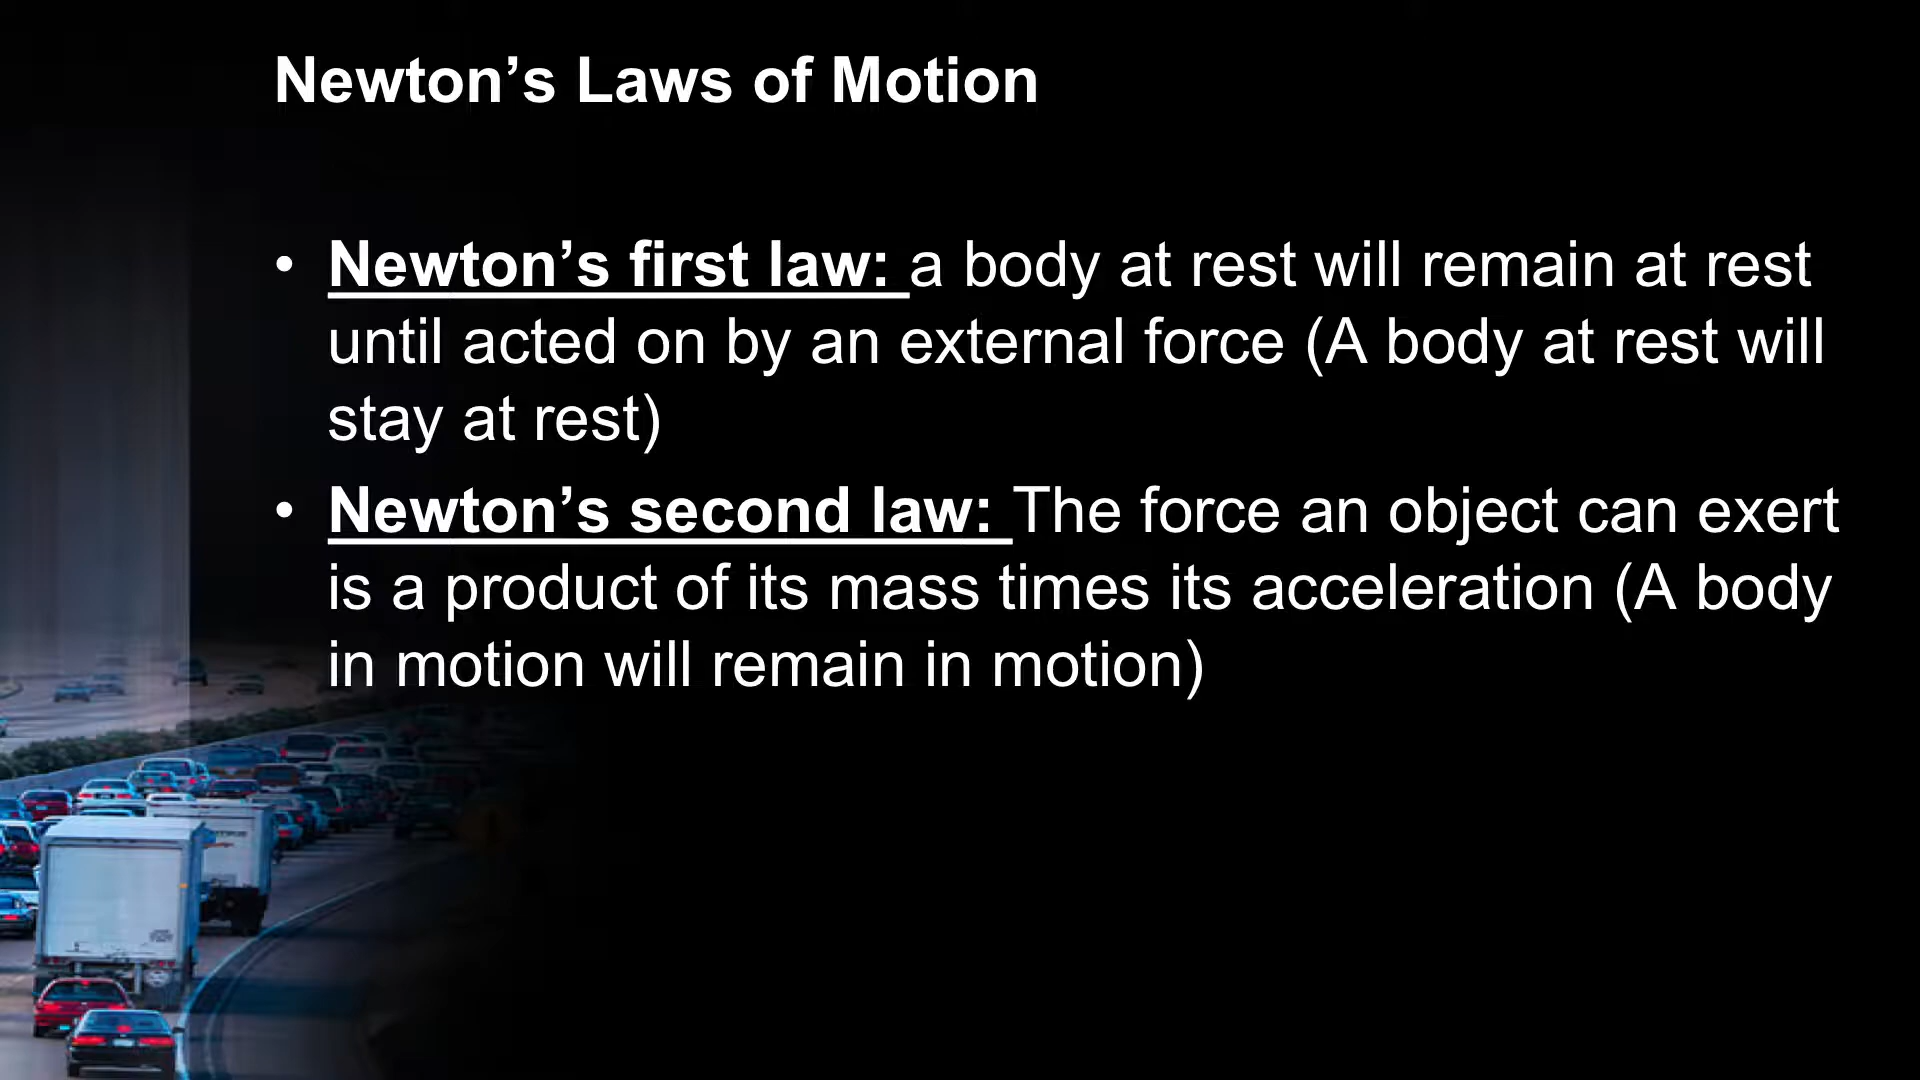 Newton’s Laws of Motion
• Newton’s first law: a body at rest will remain at rest
until acted on by an external force (A body at rest will
stay at rest)
• Newton’s second law: The force an object can exert
is a product of its mass times its acceleration (A body
in motion will remain in motion)